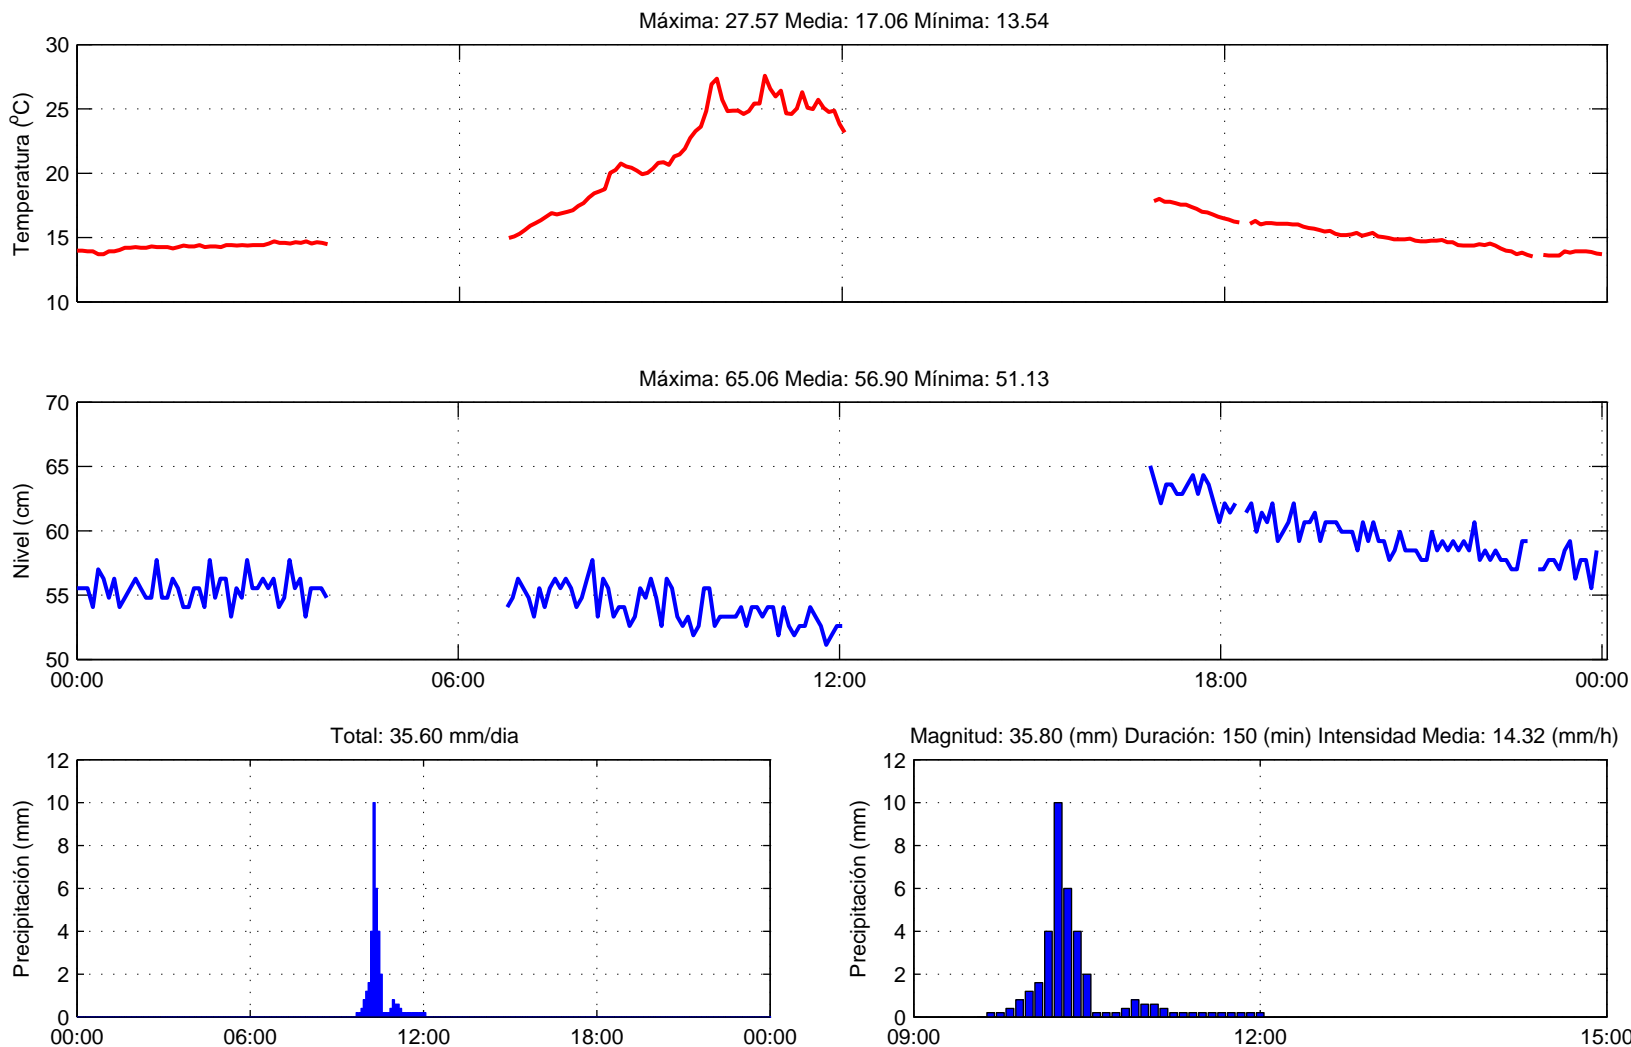 Máxima: 27.57 Media: 17.06 Mínima: 13.54
30
25
20
15
10
Temperatura (°C)
Máxima: 65.06 Media: 56.90 Mínima: 51.13
70
65
60
55
50
Nivel (cm)
00:00 06:00 12:00 18:00 00:00
Total: 35.60 mm/dia
12
10
8
6
4
2
0
Precipitación (mm)
00:00 06:00 12:00 18:00 00:00
Magnitud: 35.80 (mm) Duración: 150 (min) Intensidad Media: 14.32 (mm/h)
12
10
8
6
4
2
0
Precipitación (mm)
09:00 12:00 15:00